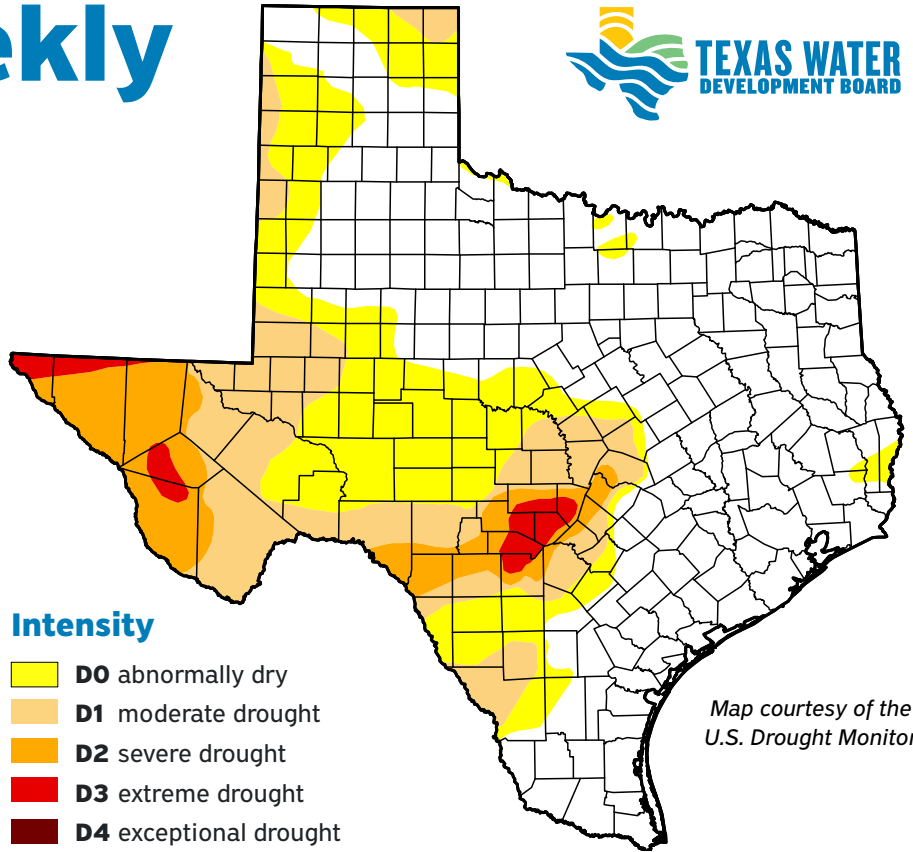 ekly
TEXAS WATER
DEVELOPMENT BOARD
Intensity
D0 abnormally dry
D1 moderate drought
D2 severe drought
D3 extreme drought
D4 exceptional drought
Map courtesy of the
U.S. Drought Monitor